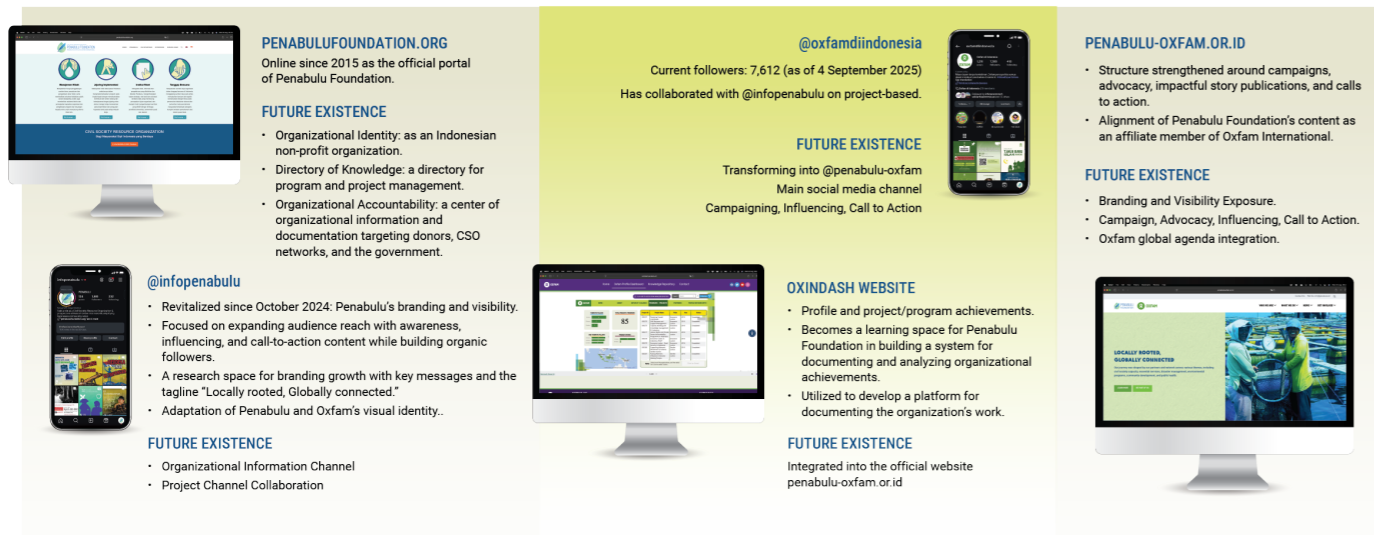 PENABULUFOUNDATION.ORG
Online since 2015 as the official portal
of Penabulu Foundation.
FUTURE EXISTENCE
• Organizational Identity: as an Indonesian
non-profit organization.
• Directory of Knowledge: a directory for
program and project management.
• Organizational Accountability: a center of
organizational information and
documentation targeting donors, CSO
networks, and the government.
CIVIL SOCIETY RESOURCE ORGANIZATION
@infopenabulu
• Revitalized since October 2024: Penabulu’s branding and visibility.
• Focused on expanding audience reach with awareness,
influencing, and call-to-action content while building organic
followers.
• A research space for branding growth with key messages and the
tagline “Locally rooted, Globally connected.”
• Adaptation of Penabulu and Oxfam’s visual identity..
FUTURE EXISTENCE
• Organizational Information Channel
• Project Channel Collaboration
@oxfamdiindonesia
Current followers: 7,612 (as of 4 September 2025)
Has collaborated with @infopenabulu on project-based.
FUTURE EXISTENCE
Transforming into @penabulu-oxfam
Main social media channel
Campaigning, Influencing, Call to Action
OXINDASH WEBSITE
• Profile and project/program achievements.
• Becomes a learning space for Penabulu
Foundation in building a system for
documenting and analyzing organizational
achievements.
• Utilized to develop a platform for
documenting the organization’s work.
FUTURE EXISTENCE
Integrated into the official website
penabulu-oxfam.or.id
85
PENABULU-OXFAM.OR.ID
• Structure strengthened around campaigns,
advocacy, impactful story publications, and calls
to action.
• Alignment of Penabulu Foundation’s content as
an affiliate member of Oxfam International.
FUTURE EXISTENCE
• Branding and Visibility Exposure.
• Campaign, Advocacy, Influencing, Call to Action.
• Oxfam global agenda integration.
LOCALLY ROOTED,
GLOBALLY CONNECTED